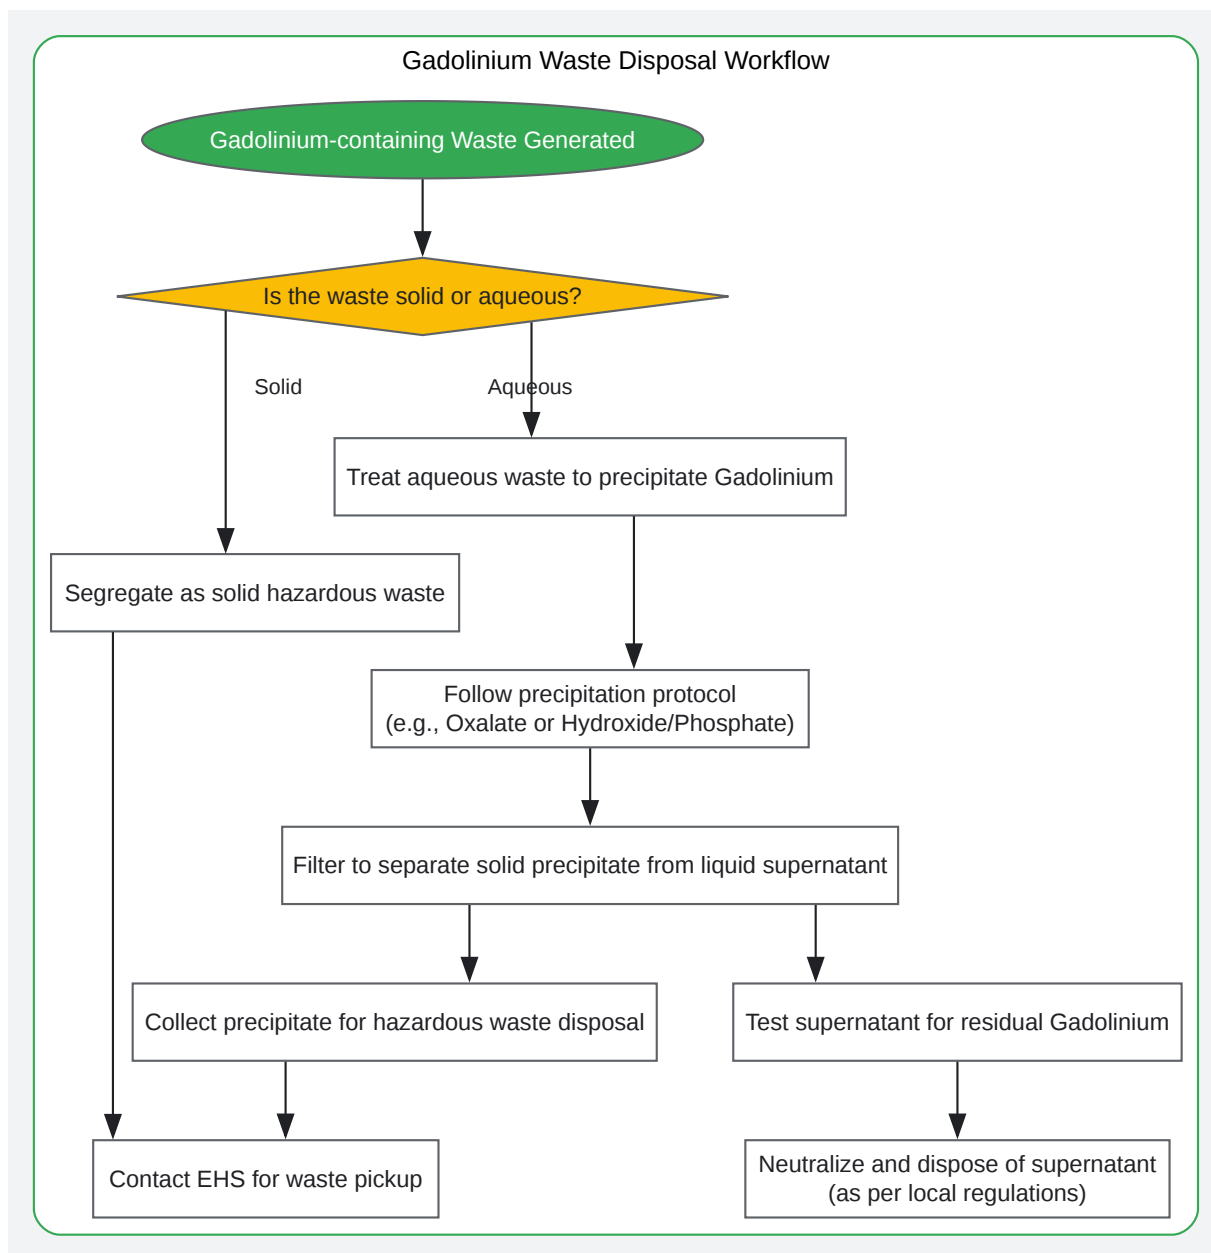 Gadolinium Waste Disposal Workflow
Gadolinium-containing Waste Generated
Is the waste solid or aqueous?
Solid
Aqueous
Treat aqueous waste to precipitate Gadolinium
Segregate as solid hazardous waste
Follow precipitation protocol
(e.g., Oxalate or Hydroxide/Phosphate)
Filter to separate solid precipitate from liquid supernatant
Collect precipitate for hazardous waste disposal
Test supernatant for residual Gadolinium
Contact EHS for waste pickup
Neutralize and dispose of supernatant
(as per local regulations)